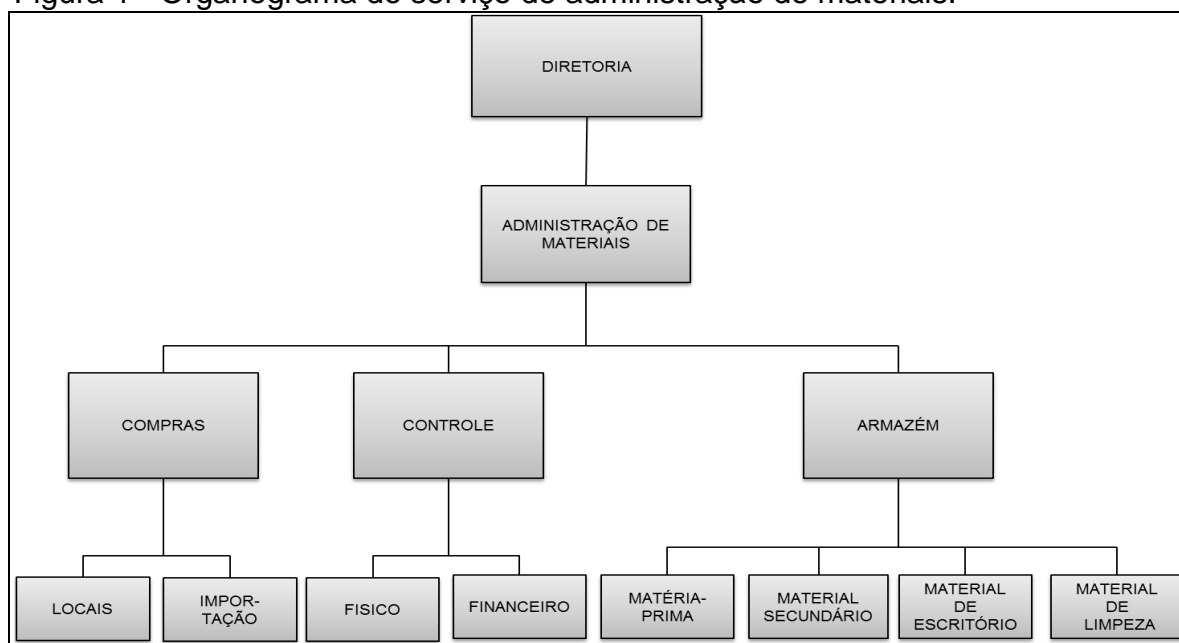 Figura 1 - Organograma do serviço de administração de materiais.
DIRETORIA
ADMINISTRAÇÃO DE
MATERIAIS
COMPRAS
CONTROLE
ARMAZÉM
LOCAIS
IMPOR-
TAÇÃO
FISICO
FINANCEIRO
MATÉRIA-
PRIMA
MATERIAL
SECUNDÁRIO
MATERIAL
DE
ESCRITÓRIO
MATERIAL
DE
LIMPEZA